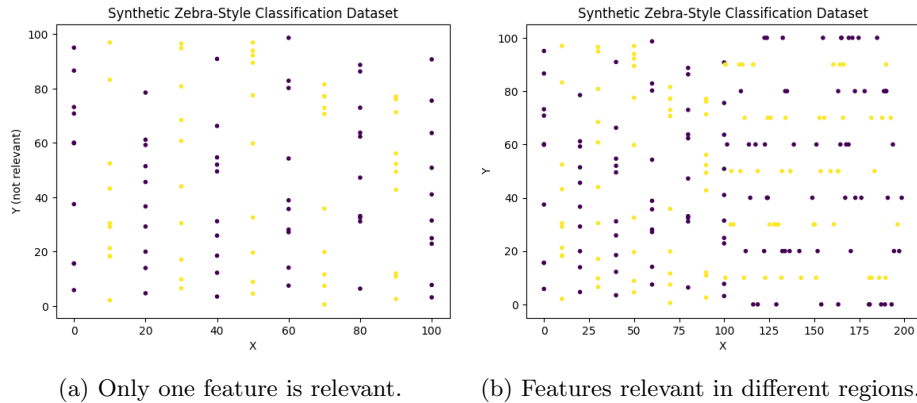 Synthetic Zebra-Style Classification Dataset
Y (not relevant)
100
80
60
40
20
0
0 20 40 60 80 100
X
(a) Only one feature is relevant.
Synthetic Zebra-Style Classification Dataset
Y
100
80
60
40
20
0
0 25 50 75 100 125 150 175 200
X
(b) Features relevant in different regions.